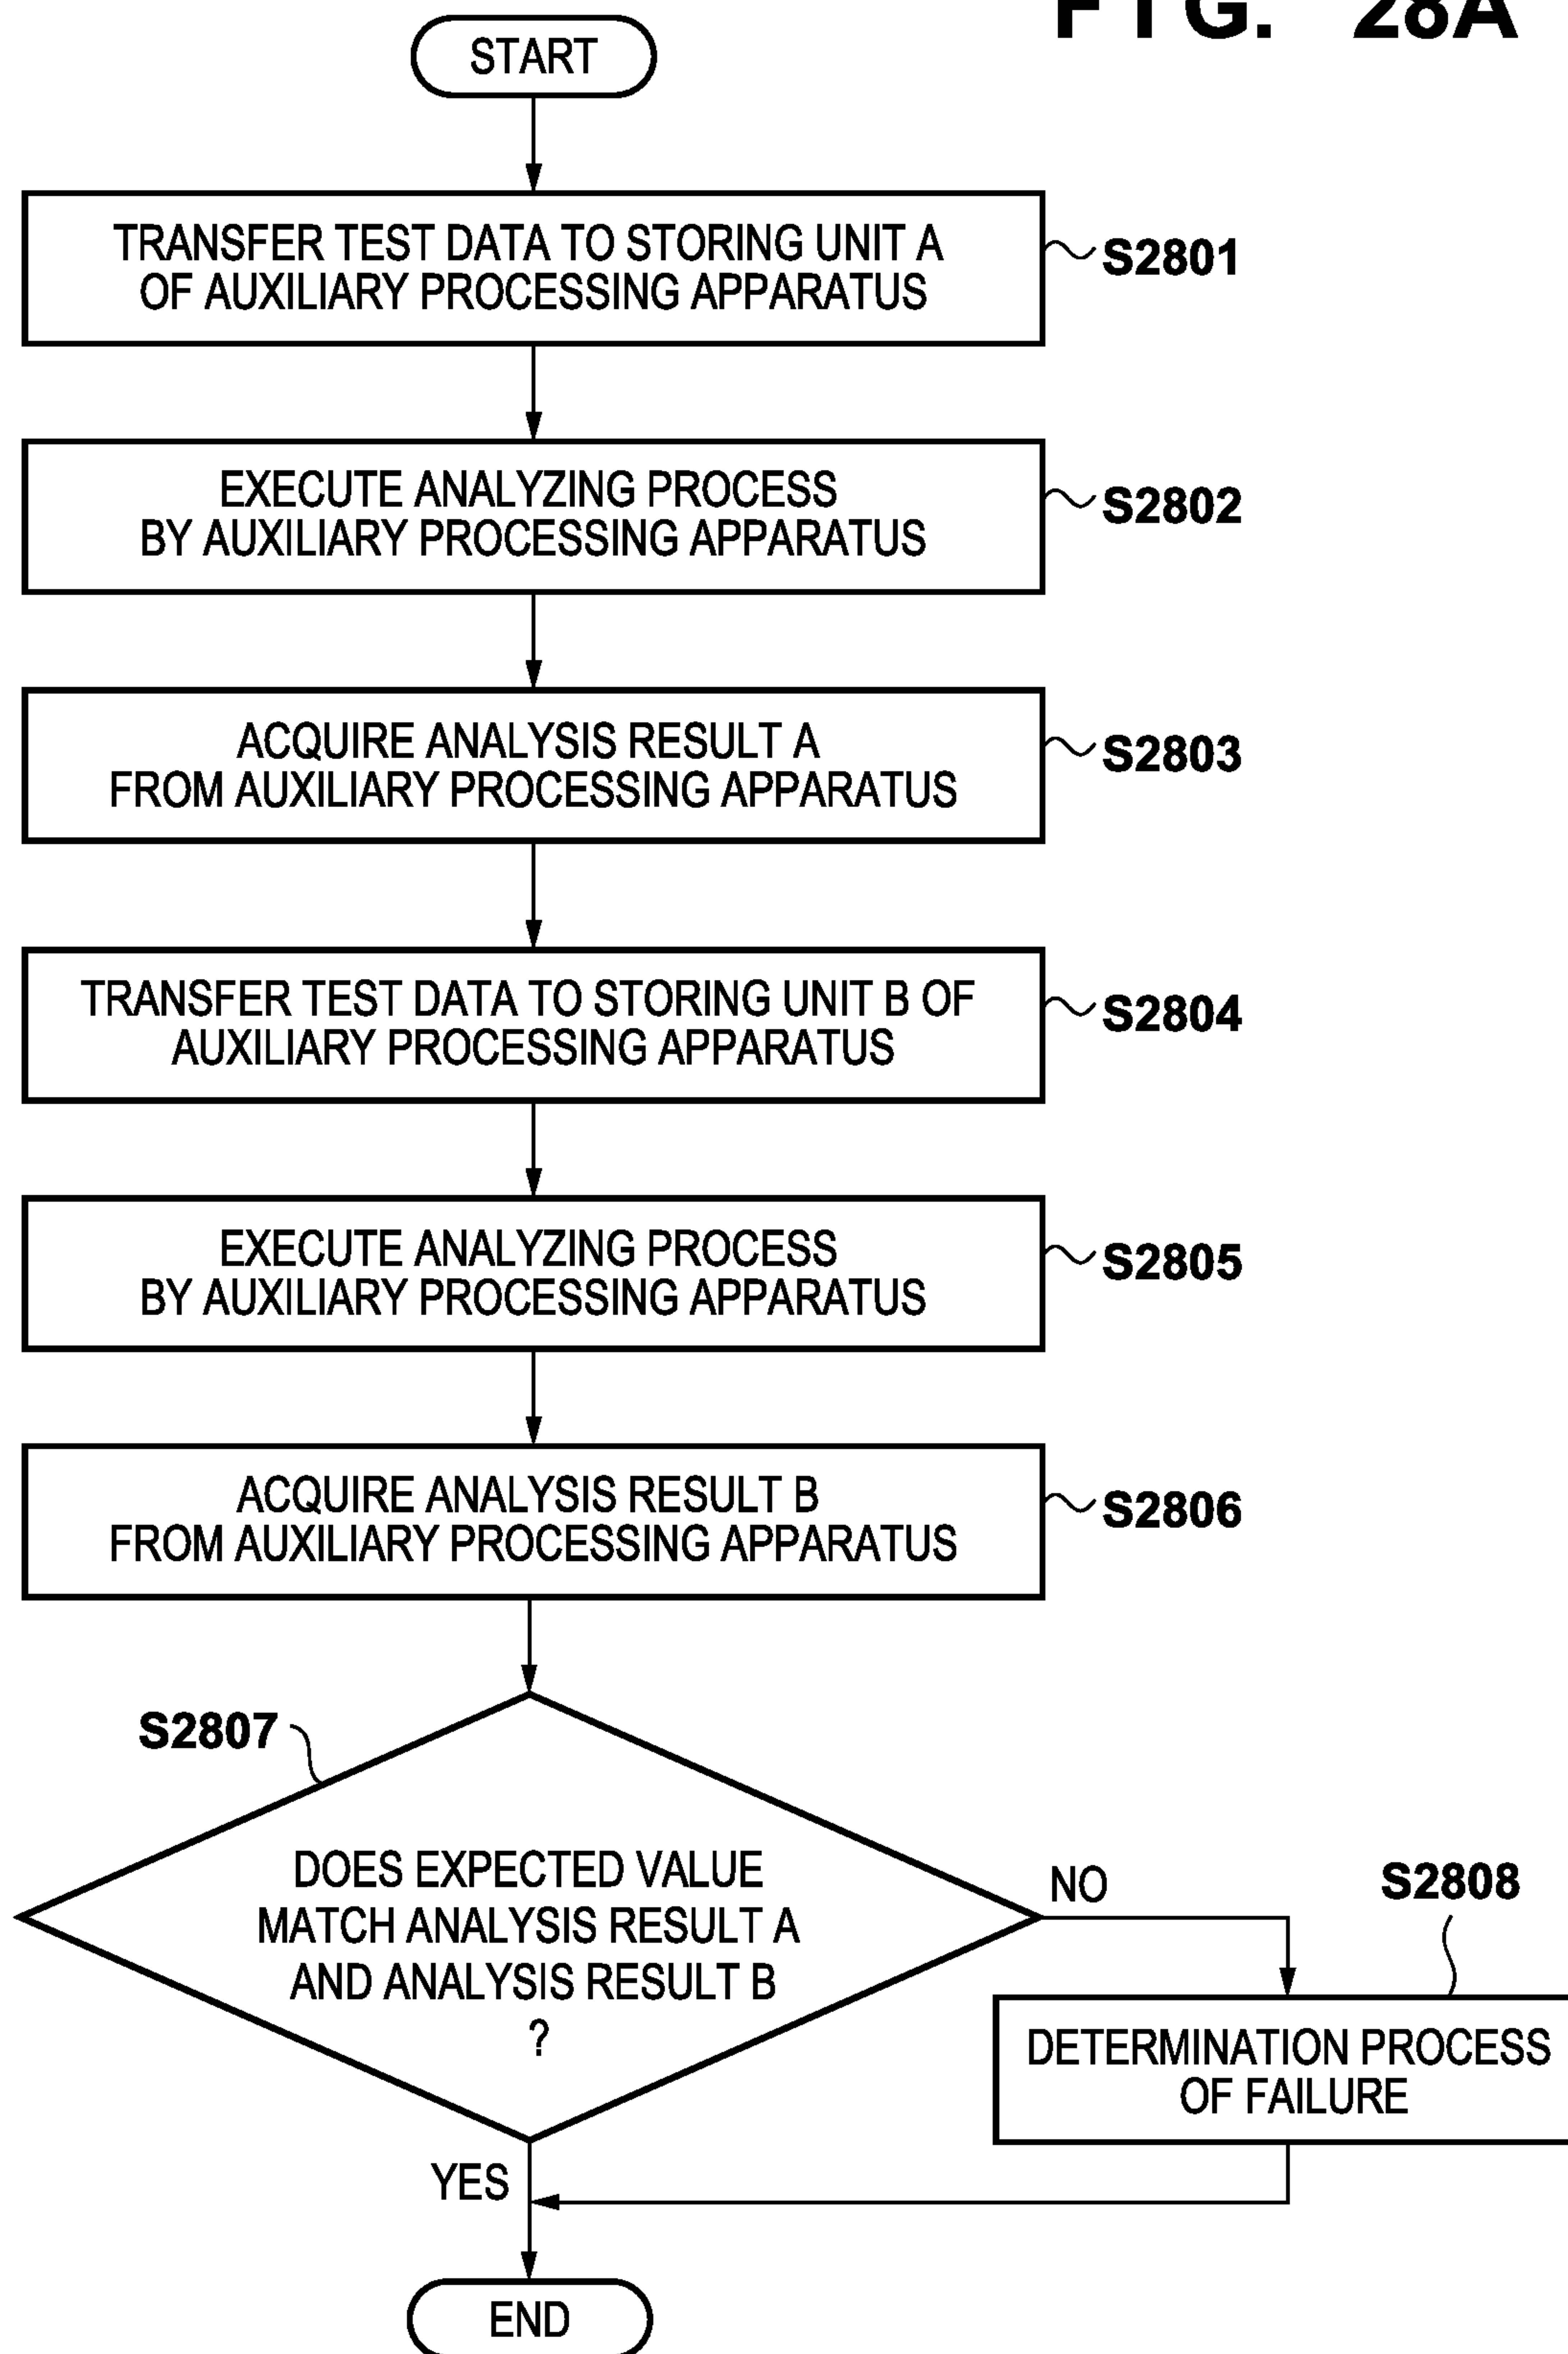 FIG. 28A
START
TRANSFER TEST DATA TO STORING UNIT A
OF AUXILIARY PROCESSING APPARATUS
S2801
EXECUTE ANALYZING PROCESS
BY AUXILIARY PROCESSING APPARATUS
S2802
ACQUIRE ANALYSIS RESULT A
FROM AUXILIARY PROCESSING APPARATUS
S2803
TRANSFER TEST DATA TO STORING UNIT B OF
AUXILIARY PROCESSING APPARATUS
S2804
EXECUTE ANALYZING PROCESS
BY AUXILIARY PROCESSING APPARATUS
S2805
ACQUIRE ANALYSIS RESULT B
FROM AUXILIARY PROCESSING APPARATUS
S2806
S2807
DOES EXPECTED VALUE
MATCH ANALYSIS RESULT A
AND ANALYSIS RESULT B
?
NO
S2808
DETERMINATION PROCESS
OF FAILURE
YES
END